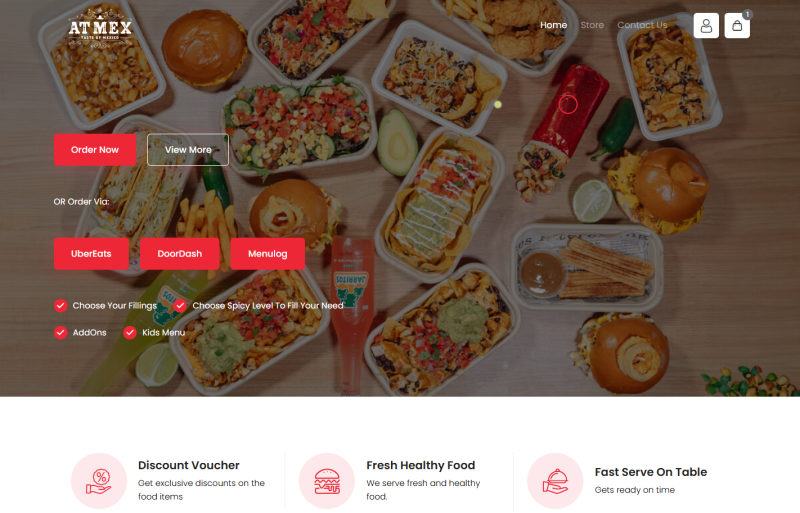 AT MEX
TASTE OF MEXICO
Home
Store
Contact Us
1
Order Now
View More
OR Order Via:
UberEats
DoorDash
Menulog
JARRITOS
Choose Your Fillings
Choose Spicy Level To Fill Your Need
AddOns
Kids Menu
Discount Voucher
Get exclusive discounts on the
food items
Fresh Healthy Food
We serve fresh and healthy
food.
Fast Serve On Table
Gets ready on time